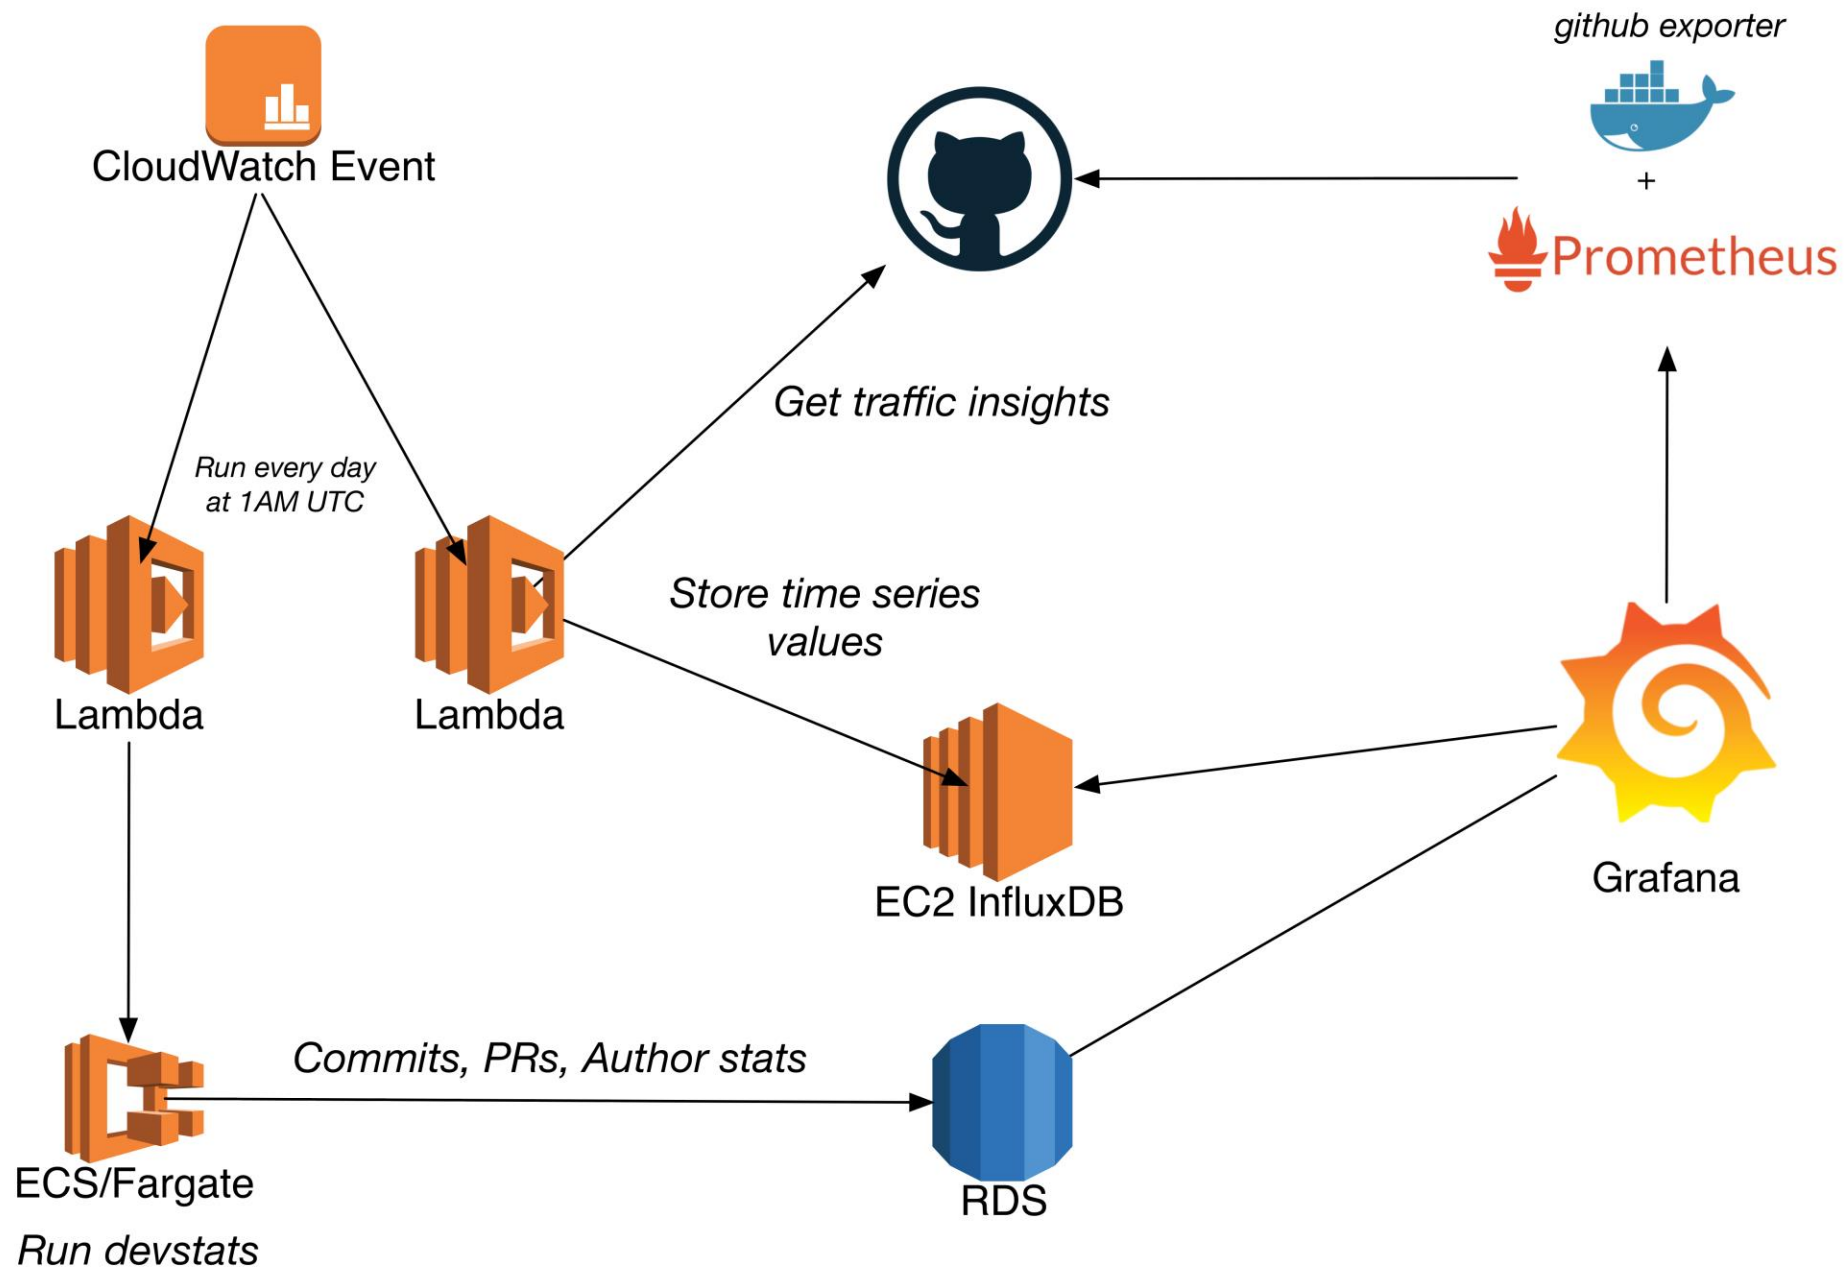 github exporter
CloudWatch Event
+
Prometheus
Get traffic insights
Run every day
at 1AM UTC
Store time series
values
Lambda
Lambda
Grafana
EC2 InfluxDB
Commits, PRs, Author stats
ECS/Fargate
RDS
Run devstats